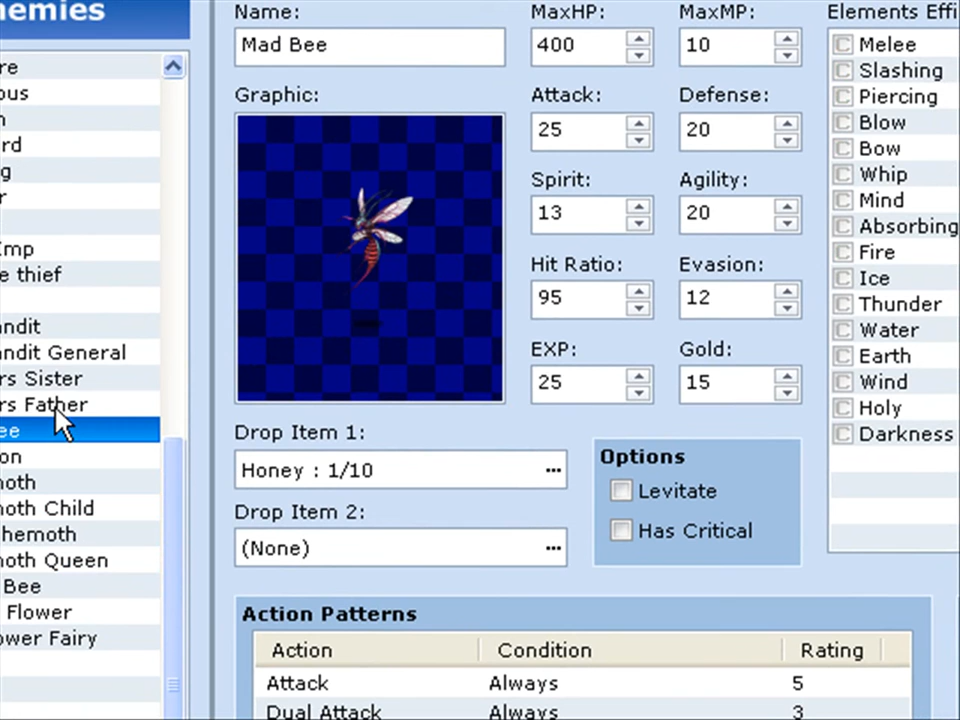 nemies
re
ous
n
rd
g
r
Imp
e thief
andit
andit General
rs Sister
rs Father
ee
on
noth
noth Child
hemoth
noth Queen
Bee
Flower
ower Fairy
Name:
Mad Bee
Graphic:
MaxHP: MaxMP:
400 10
Attack: Defense:
25 20
Spirit: Agility:
13 20
Hit Ratio: Evasion:
95 12
EXP: Gold:
25 15
Drop Item 1:
Honey : 1/10 ...
Drop Item 2:
(None) ...
Options
Levitate
Has Critical
Elements Effi
C Melee
C Slashing
C Piercing
C Blow
C Bow
C Whip
C Mind
C Absorbing
C Fire
C Ice
C Thunder
C Water
C Earth
C Wind
C Holy
C Darkness
Action Patterns
Action Condition Rating
Attack Always 5
Dual Attack Always 3